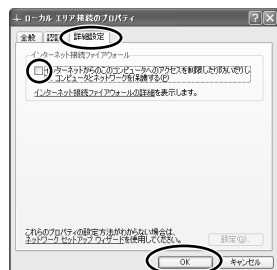 ローカル エリア接続のプロパティ
全般
認証
詳細設定
インターネット接続ファイアウォール
インターネットからのこのコンピュータへのアクセスを制限したり防いだりし
コンピュータとネットワークを保護する(P)
インターネット接続ファイアウォールの詳細を表示します。
これらのプロパティの設定方法がわからない場合は、
ネットワーク セットアップ ウィザードを使用してください。
設定(G)...
OK
キャンセル